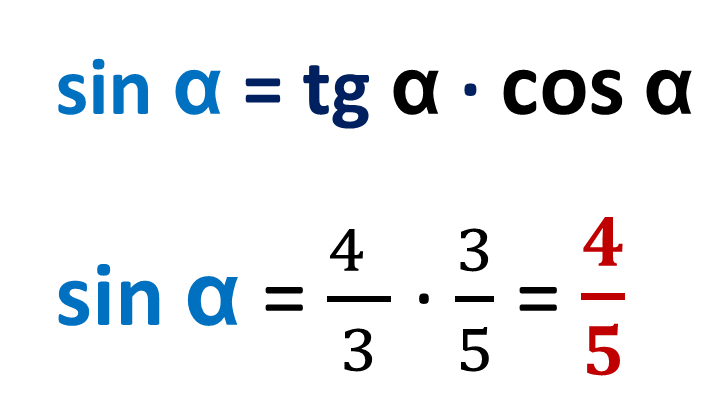 sin α = tg α · cos α
sin α = 4/3 · 3/5 = 4/5